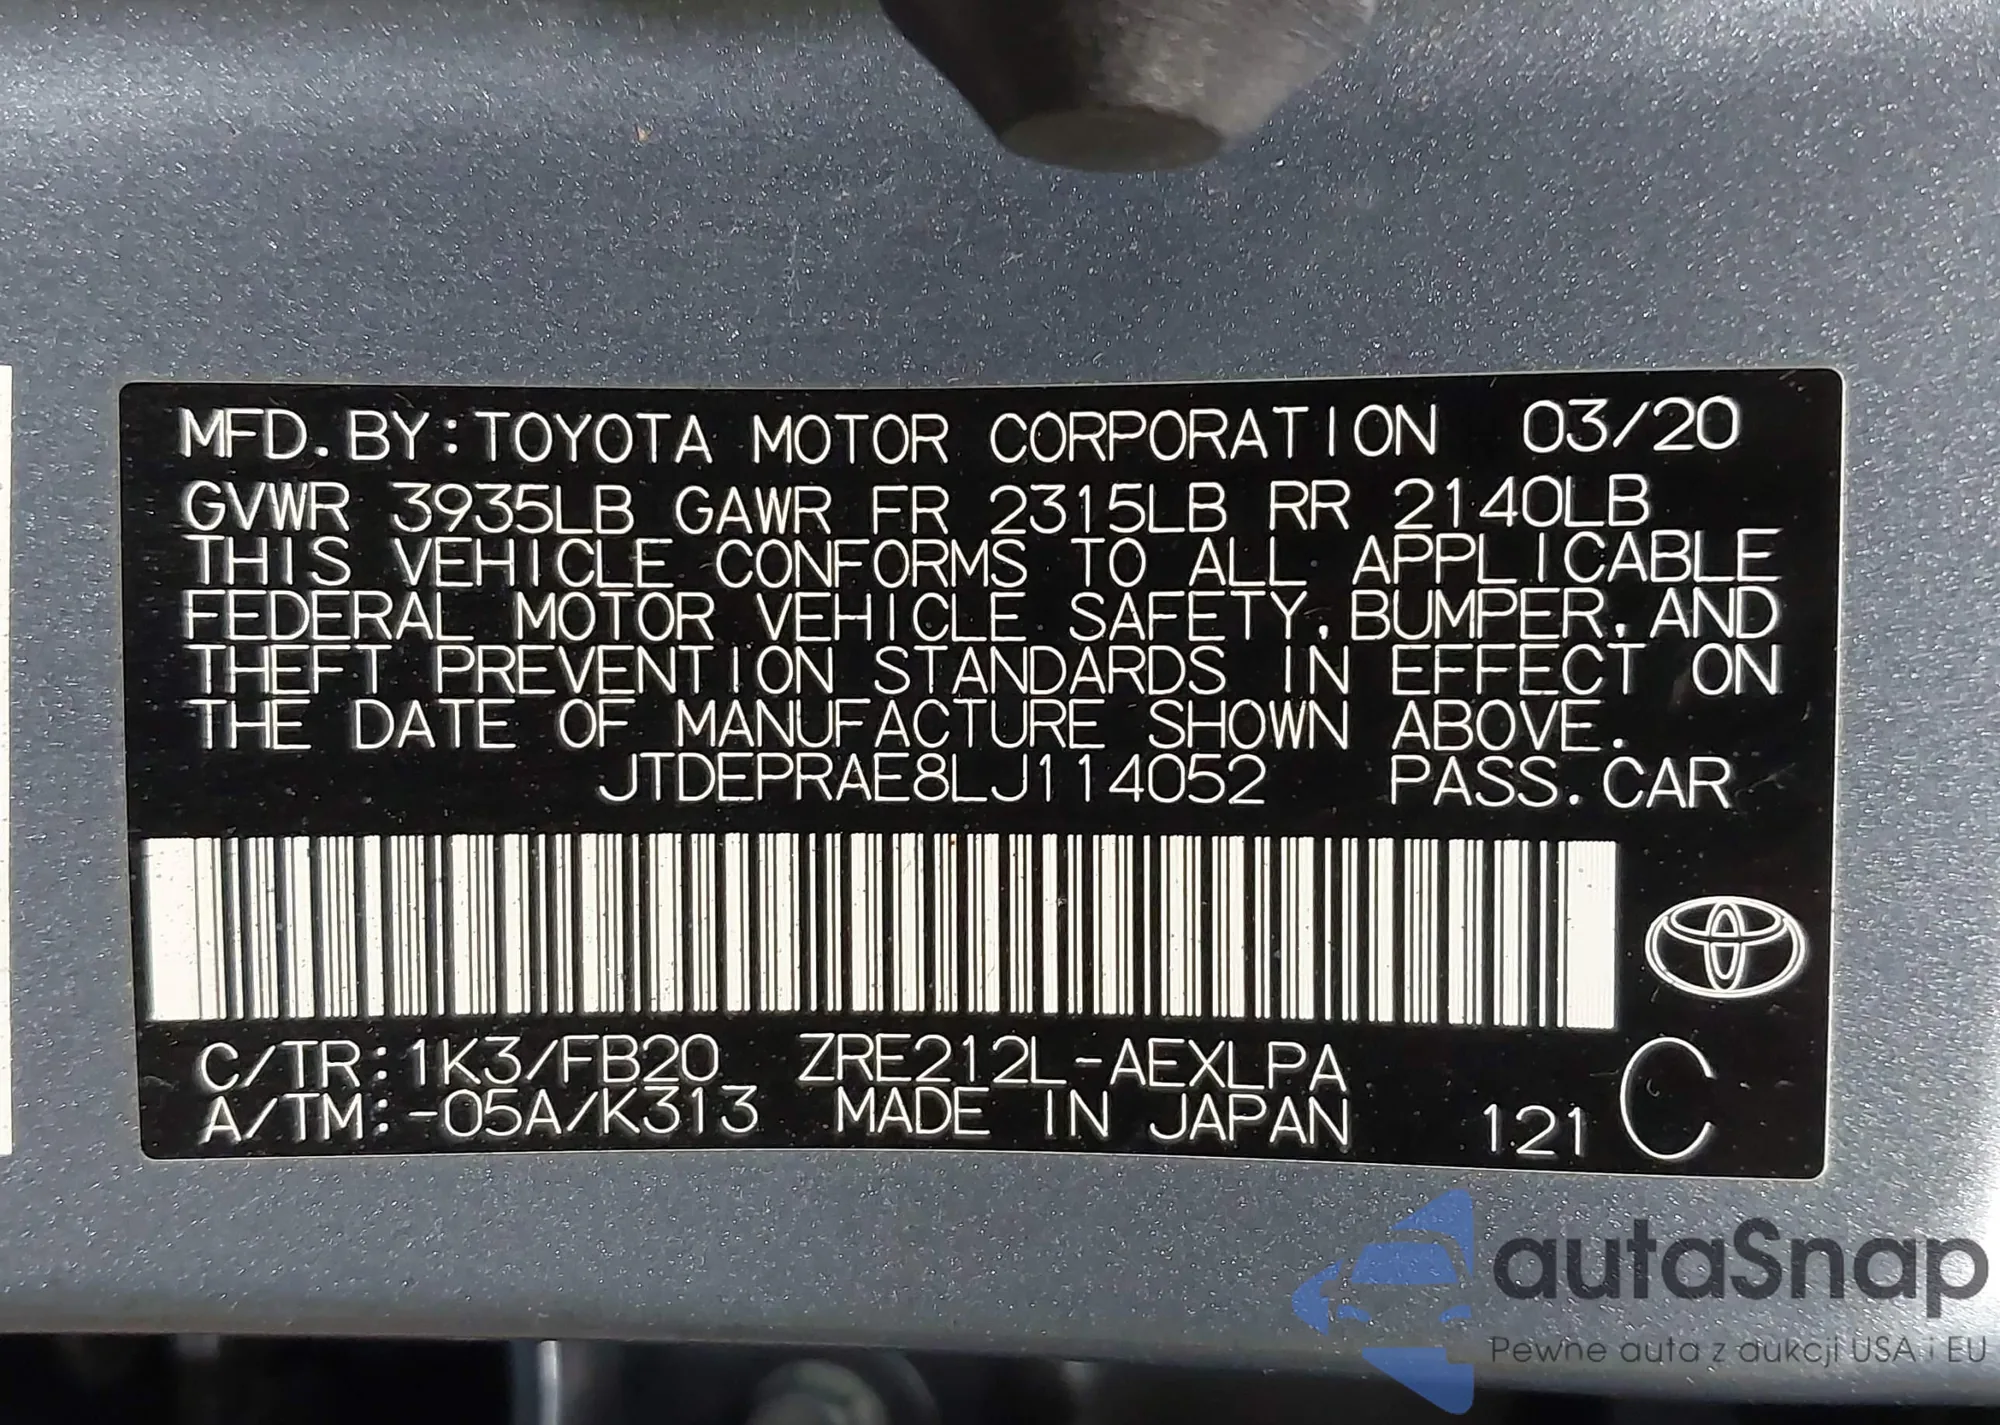 MFD. BY: TOYOTA MOTOR CORPORATION 03/20
GVWR 3935LB GAWR FR 2315LB RR 2140LB
THIS VEHICLE CONFORMS TO ALL APPLICABLE
FEDERAL MOTOR VEHICLE SAFETY, BUMPER, AND
THEFT PREVENTION STANDARDS IN EFFECT ON
THE DATE OF MANUFACTURE SHOWN ABOVE.
JTDEPRAE8LJ114052 PASS. CAR
C/TR: 1K3/FB20 ZRE212L-AEXLPA
A/TM: -05A/K313 MADE IN JAPAN 121 C
autaSnap
Pewne auta z aukcji USA i EU